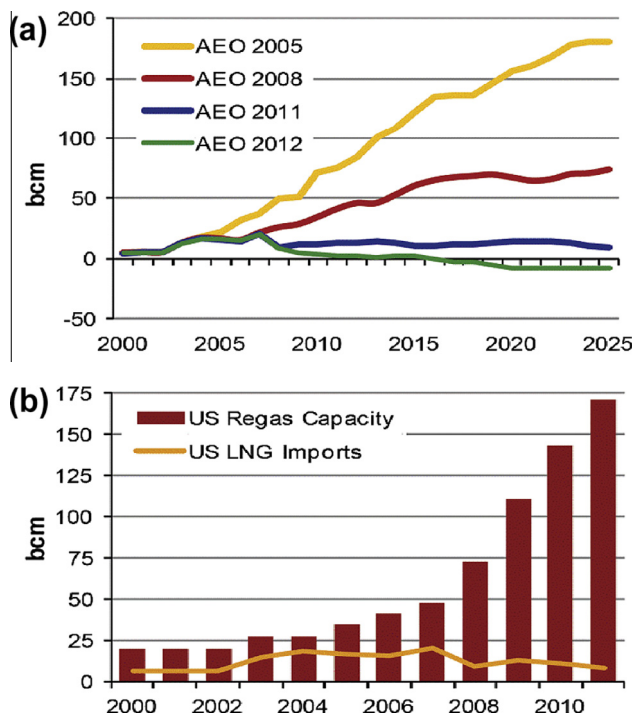 (a)
200
150
100
50
0
-50
bcm
AEO 2005
AEO 2008
AEO 2011
AEO 2012
2000 2005 2010 2015 2020 2025
(b)
175
150
125
100
75
50
25
0
bcm
US Regas Capacity
US LNG Imports
2000 2002 2004 2006 2008 2010